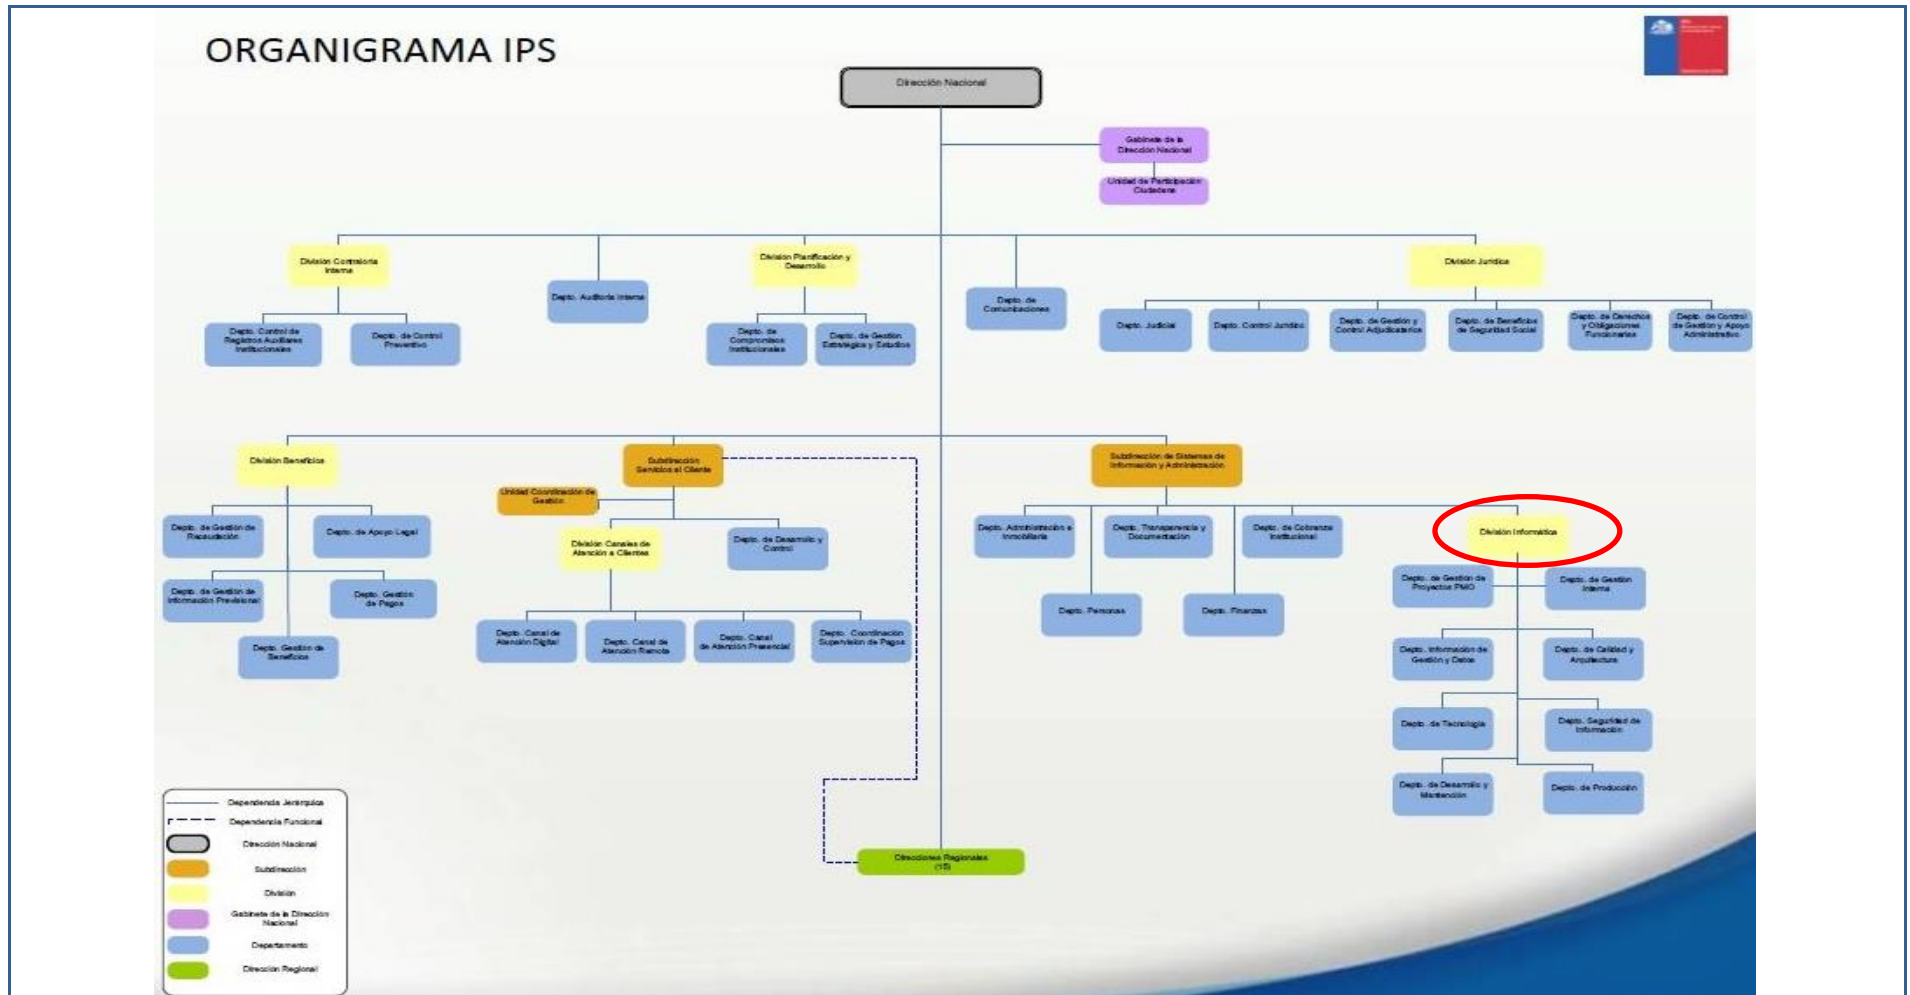 ORGANIGRAMA IPS
Dirección Nacional
Gabinete de la
Dirección Nacional
Unidad de Participación
Ciudadana
División Contraloría
Interna
Depto. Auditoría Interna
División Planificación y
Desarrollo
Depto. de
Comunicaciones
División Jurídica
Depto. Control de
Registros Auxiliares
Institucionales
Depto. de Control
Preventivo
Depto. de
Compromisos
Institucionales
Depto. de Gestión
Estratégica y Estudios
Depto. Judicial
Depto. Control Jurídico
Depto. de Gestión y
Control Adjudicatarios
Depto. de Beneficios
de Seguridad Social
Depto. de Derechos
y Obligaciones
Funcionarias
Depto. de Control
de Gestión y Apoyo
Administrativo
División Beneficios
Subdirección
Servicios al Cliente
Subdirección de Sistemas de
Información y Administración
Unidad Coordinación de
Gestión
Depto. de Gestión de
Recaudación
Depto. de Apoyo Legal
División Canales de
Atención a Clientes
Depto. de Desarrollo y
Control
Depto. Administración e
Inmobiliaria
Depto. Transparencia y
Documentación
Depto. de Cobranza
Institucional
División Informática
Depto. de Gestión de
Información Previsional
Depto. Gestión
de Pagos
Depto. Gestión de
Beneficios
Depto. Canal de
Atención Digital
Depto. Canal de
Atención Remota
Depto. Canal
de Atención Presencial
Depto. Coordinación
Supervisión de Pagos
Depto. Personas
Depto. Finanzas
Depto. de Gestión de
Proyectos PMO
Depto. de Gestión
Interna
Depto. Información de
Gestión y Datos
Depto. de Calidad y
Arquitectura
Depto. de Tecnología
Depto. Seguridad de
Información
Depto. de Desarrollo y
Mantención
Depto. de Producción
Direcciones Regionales
(15)
Dependencia Jerárquica
Dependencia Funcional
Dirección Nacional
Subdirección
División
Gabinete de la Dirección
Nacional
Departamento
Dirección Regional